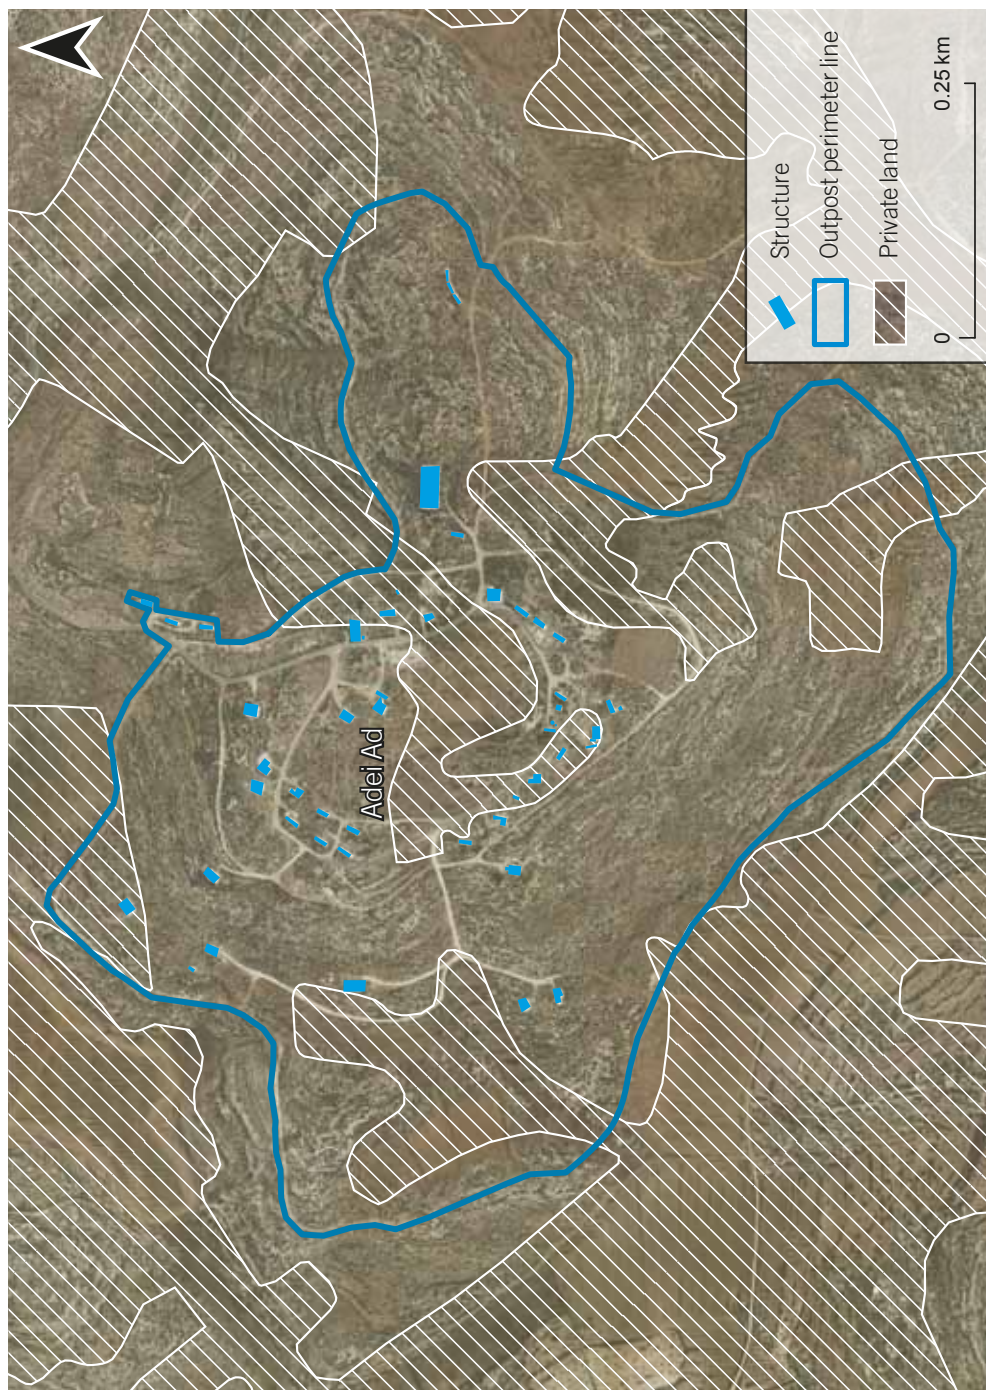 Adei Ad
Structure
Outpost perimeter line
Private land
0
0.25 km